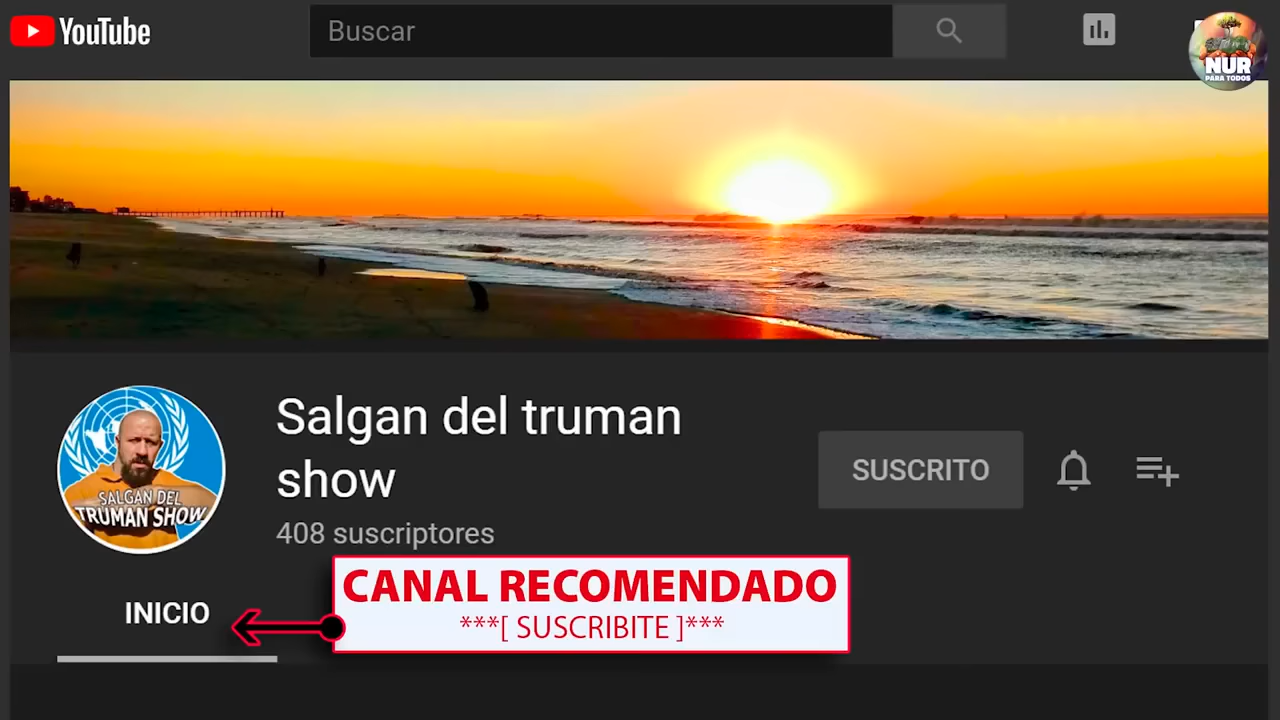 YouTube
Buscar
NUR
PARA TODOS
Salgan del truman
show
SUSCRITO
408 suscriptores
SALGAN DEL
TRUMAN SHOW
CANAL RECOMENDADO
***[ SUSCRIBITE ]***
INICIO